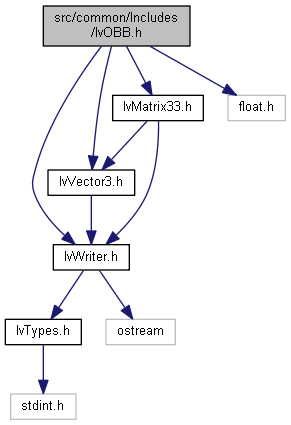 src/common/Includes
/lvOBB.h
lvMatrix33.h
float.h
lvVector3.h
lvWriter.h
lvTypes.h
ostream
stdint.h